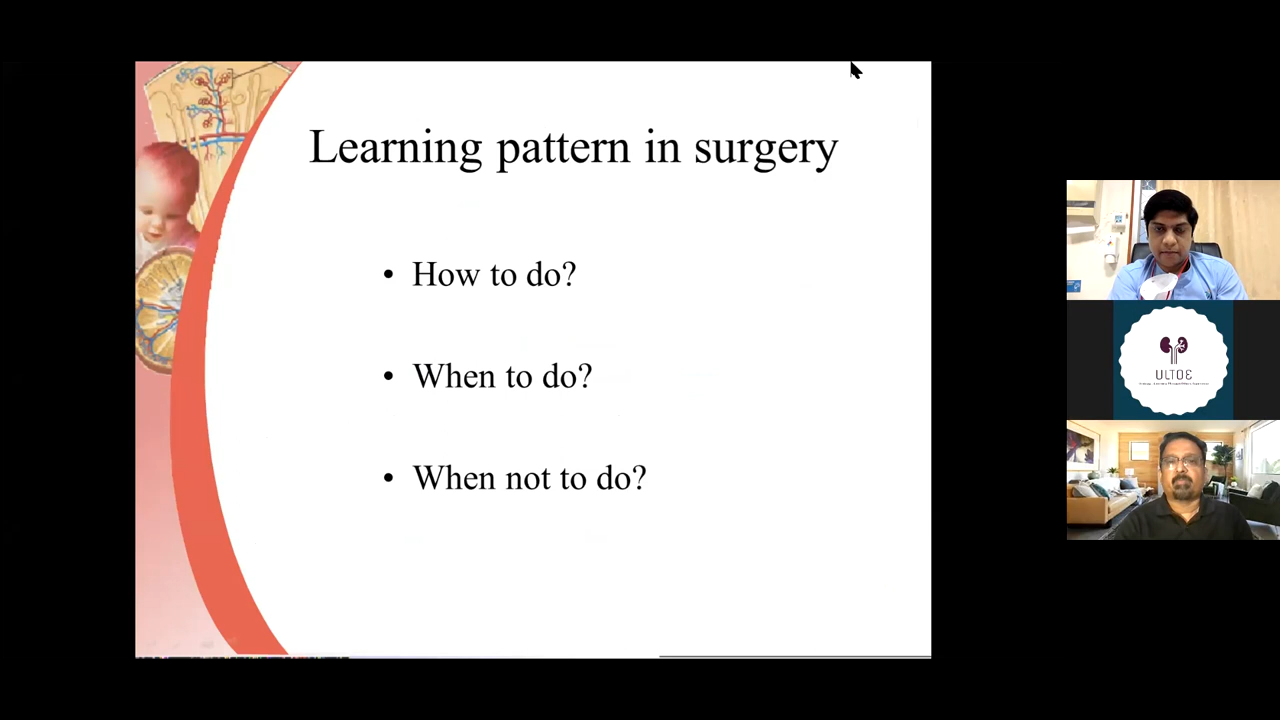 Learning pattern in surgery
• How to do?
• When to do?
• When not to do?
ULTOE